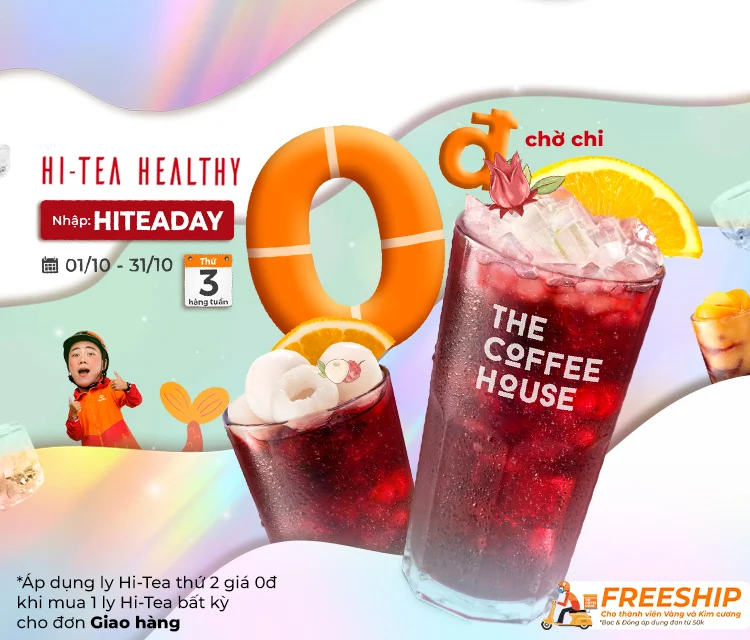 HI-TEA HEALTHY
Nhập: HITEADAY
01/10 - 31/10
Thứ
3
hàng tuần
0đ
chờ chi
THE
COFFEE
HOUSE
*Áp dụng ly Hi-Tea thứ 2 giá 0đ
khi mua 1 ly Hi-Tea bất kỳ
cho đơn Giao hàng
FREESHIP
Cho thành viên Vàng và Kim cương
*Bạc & Đồng áp dụng đơn từ 50k